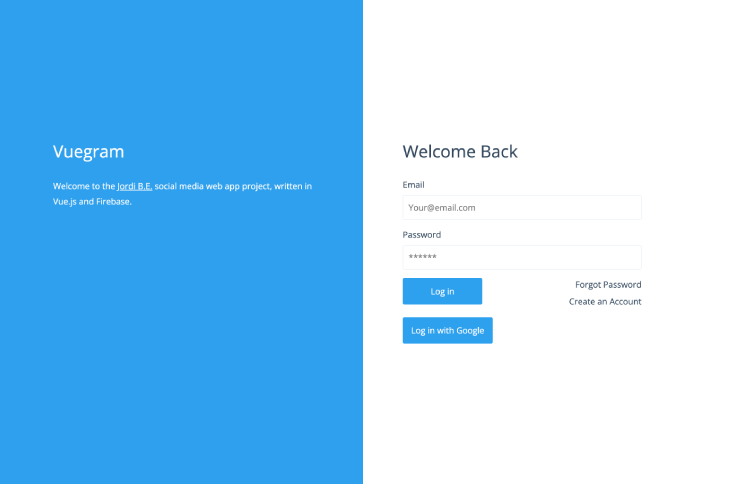 Vuegram
Welcome to the Jordi B.E. social media web app project, written in
Vue.js and Firebase.
Welcome Back
Email
Your@email.com
Password
******
Log in
Forgot Password
Create an Account
Log in with Google